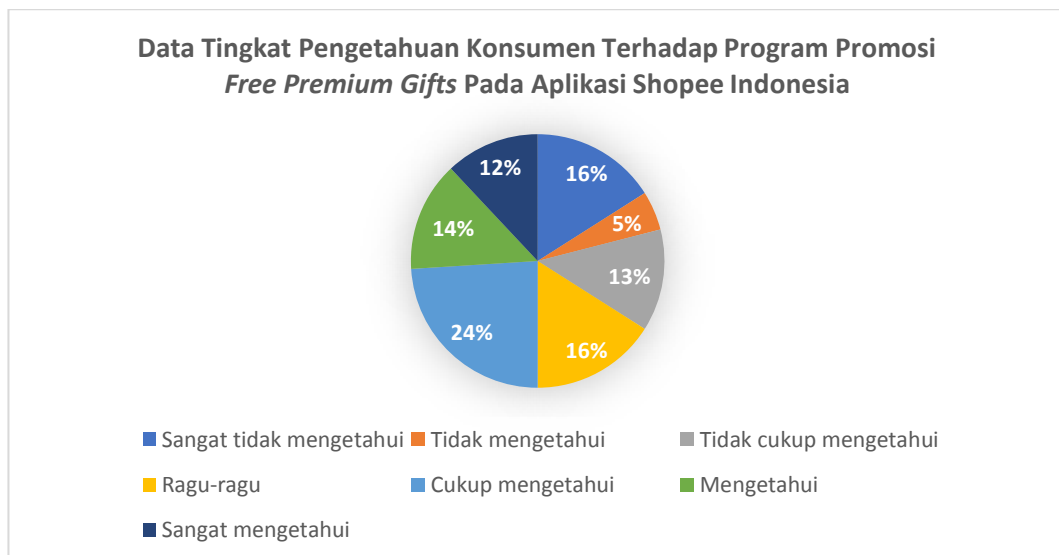 Data Tingkat Pengetahuan Konsumen Terhadap Program Promosi
Free Premium Gifts Pada Aplikasi Shopee Indonesia
12%
16%
5%
14%
13%
24%
16%
Sangat tidak mengetahui
Tidak mengetahui
Tidak cukup mengetahui
Ragu-ragu
Cukup mengetahui
Mengetahui
Sangat mengetahui